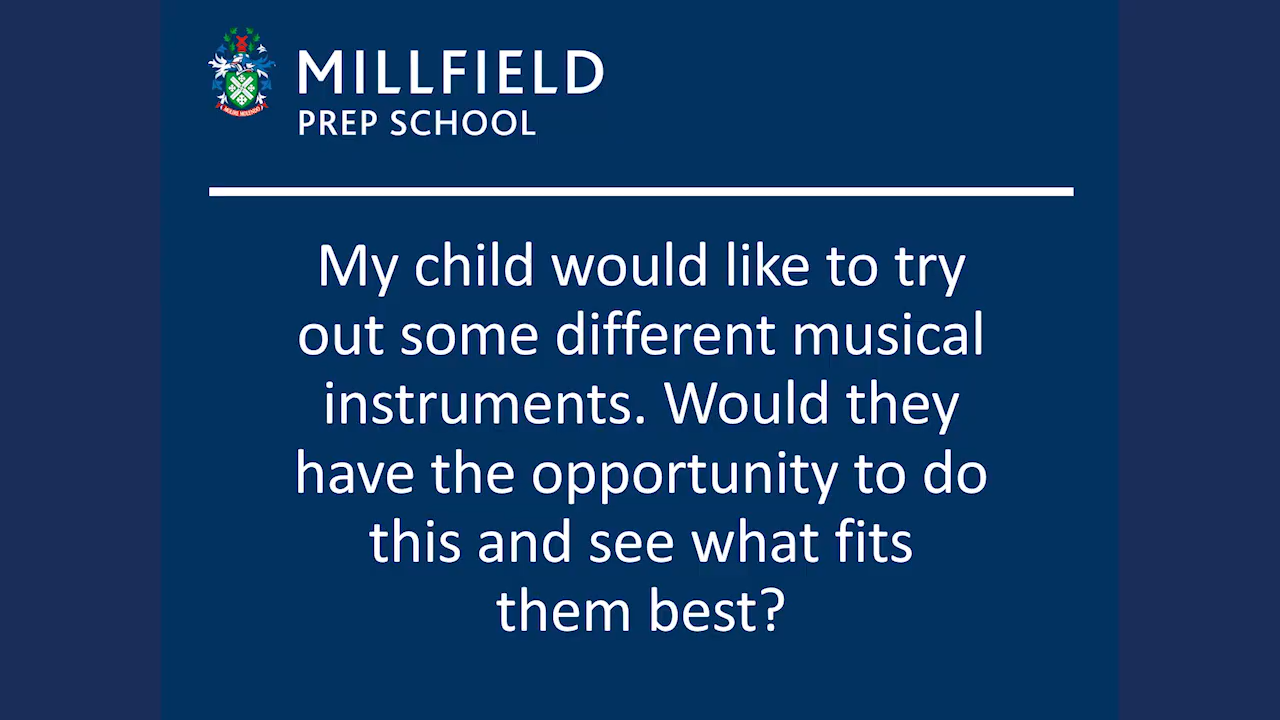 MILLFIELD
PREP SCHOOL
My child would like to try
out some different musical
instruments. Would they
have the opportunity to do
this and see what fits
them best?